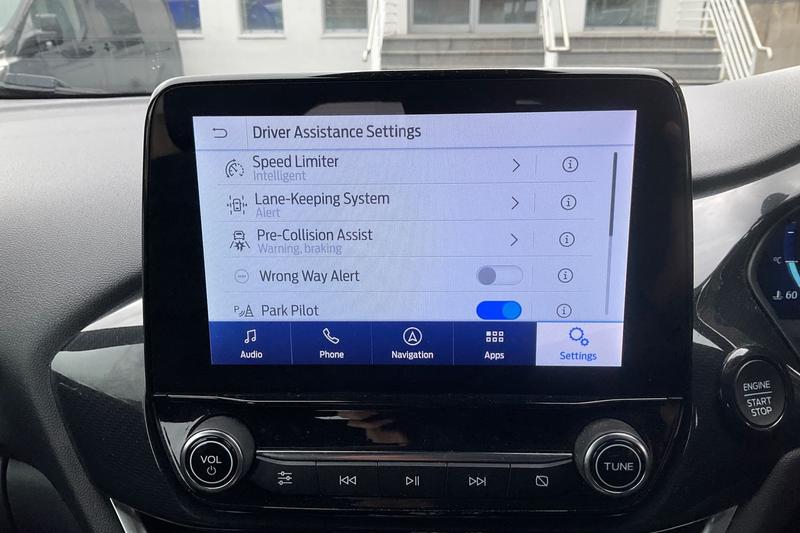 Driver Assistance Settings
Speed Limiter
Intelligent
Lane-Keeping System
Alert
Pre-Collision Assist
Warning, braking
Wrong Way Alert
Park Pilot
Audio
Phone
Navigation
Apps
Settings
°C
60
ENGINE
START
STOP
VOL
TUNE